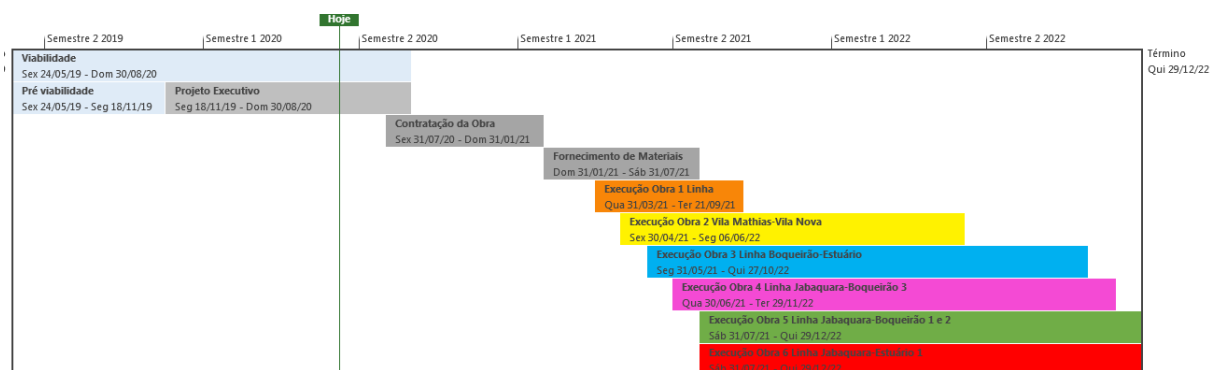 Hoje
Semestre 2 2019
Semestre 1 2020
Semestre 2 2020
Semestre 1 2021
Semestre 2 2021
Semestre 1 2022
Semestre 2 2022
Viabilidade
Sex 24/05/19 - Dom 30/08/20
Término
Qui 29/12/22
Pré viabilidade
Sex 24/05/19 - Seg 18/11/19
Projeto Executivo
Seg 18/11/19 - Dom 30/08/20
Contratação da Obra
Sex 31/07/20 - Dom 31/01/21
Fornecimento de Materiais
Dom 31/01/21 - Sáb 31/07/21
Execução Obra 1 Linha
Qua 31/03/21 - Ter 21/09/21
Execução Obra 2 Vila Mathias-Vila Nova
Sex 30/04/21 - Seg 06/06/22
Execução Obra 3 Linha Boqueirão-Estuário
Seg 31/05/21 - Qui 27/10/22
Execução Obra 4 Linha Jabaquara-Boqueirão 3
Qua 30/06/21 - Ter 29/11/22
Execução Obra 5 Linha Jabaquara-Boqueirão 1 e 2
Sáb 31/07/21 - Qui 29/12/22
Execução Obra 6 Linha Jabaquara-Estuário